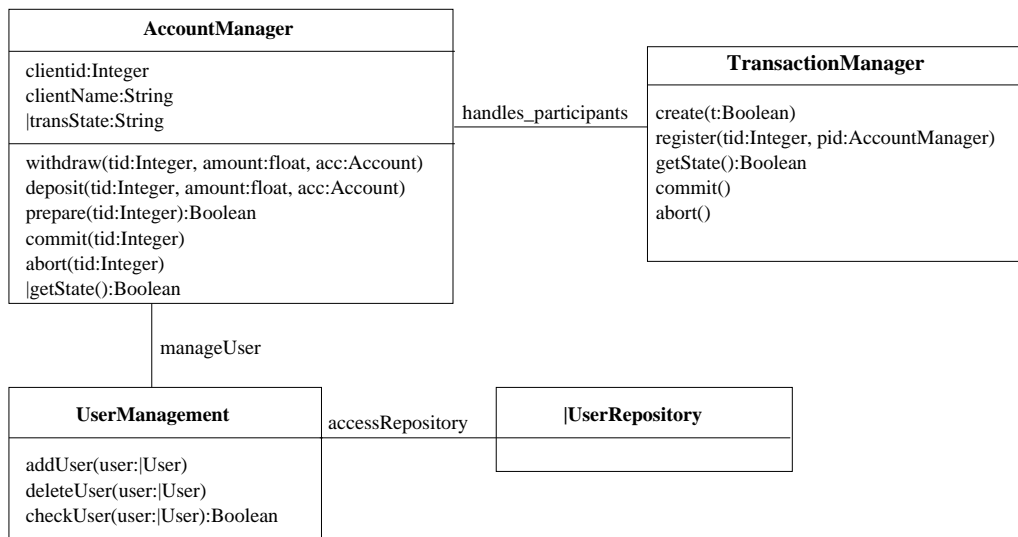 AccountManager
clientid:Integer
clientName:String
|transState:String
withdraw(tid:Integer, amount:float, acc:Account)
deposit(tid:Integer, amount:float, acc:Account)
prepare(tid:Integer):Boolean
commit(tid:Integer)
abort(tid:Integer)
|getState():Boolean
handles_participants
TransactionManager
create(t:Boolean)
register(tid:Integer, pid:AccountManager)
getState():Boolean
commit()
abort()
manageUser
UserManagement
addUser(user:|User)
deleteUser(user:|User)
checkUser(user:|User):Boolean
accessRepository
|UserRepository